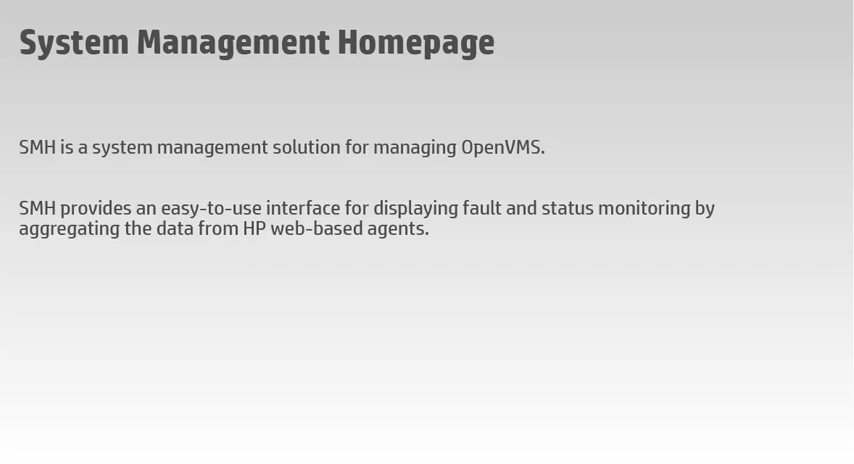 System Management Homepage
SMH is a system management solution for managing OpenVMS.
SMH provides an easy-to-use interface for displaying fault and status monitoring by
aggregating the data from HP web-based agents.